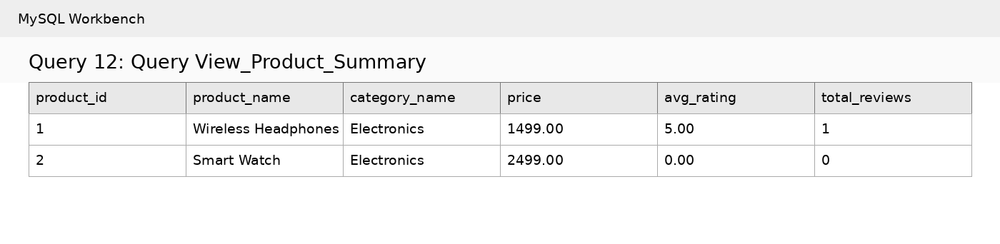 MySQL Workbench
Query 12: Query View_Product_Summary
product_id product_name category_name price avg_rating total_reviews
1 Wireless Headphones Electronics 1499.00 5.00 1
2 Smart Watch Electronics 2499.00 0.00 0